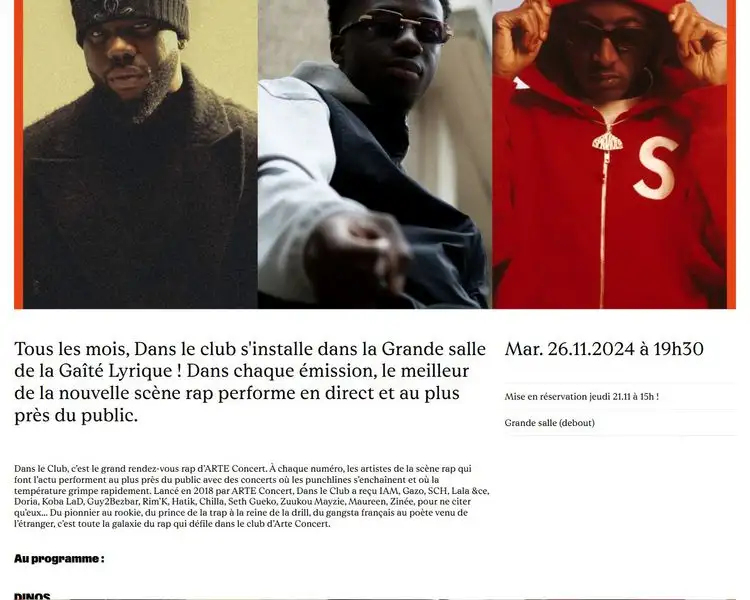 S
Tous les mois, Dans le club s'installe dans la Grande salle
de la Gaîté Lyrique ! Dans chaque émission, le meilleur
de la nouvelle scène rap performe en direct et au plus
près du public.
Mar. 26.11.2024 à 19h30
Mise en réservation jeudi 21.11 à 15h !
Grande salle (debout)
Dans le Club, c’est le grand rendez-vous rap d’ARTE Concert. À chaque numéro, les artistes de la scène rap qui
font l’actu performent au plus près du public avec des concerts où les punchlines s’enchaînent et où la
température grimpe rapidement. Lancé en 2018 par ARTE Concert, Dans le Club a reçu IAM, Gazo, SCH, Lala &ce,
Doria, Koba LaD, Guy2Bezbar, Rim’K, Hatik, Chilla, Seth Gueko, Zuukou Mayzie, Maureen, Zinée, pour ne citer
qu’eux... Du pionnier au rookie, du prince de la trap à la reine de la drill, du gangsta français au poète venu de
l’étranger, c’est toute la galaxie du rap qui défile dans le club d’Arte Concert.
Au programme :
DINOS